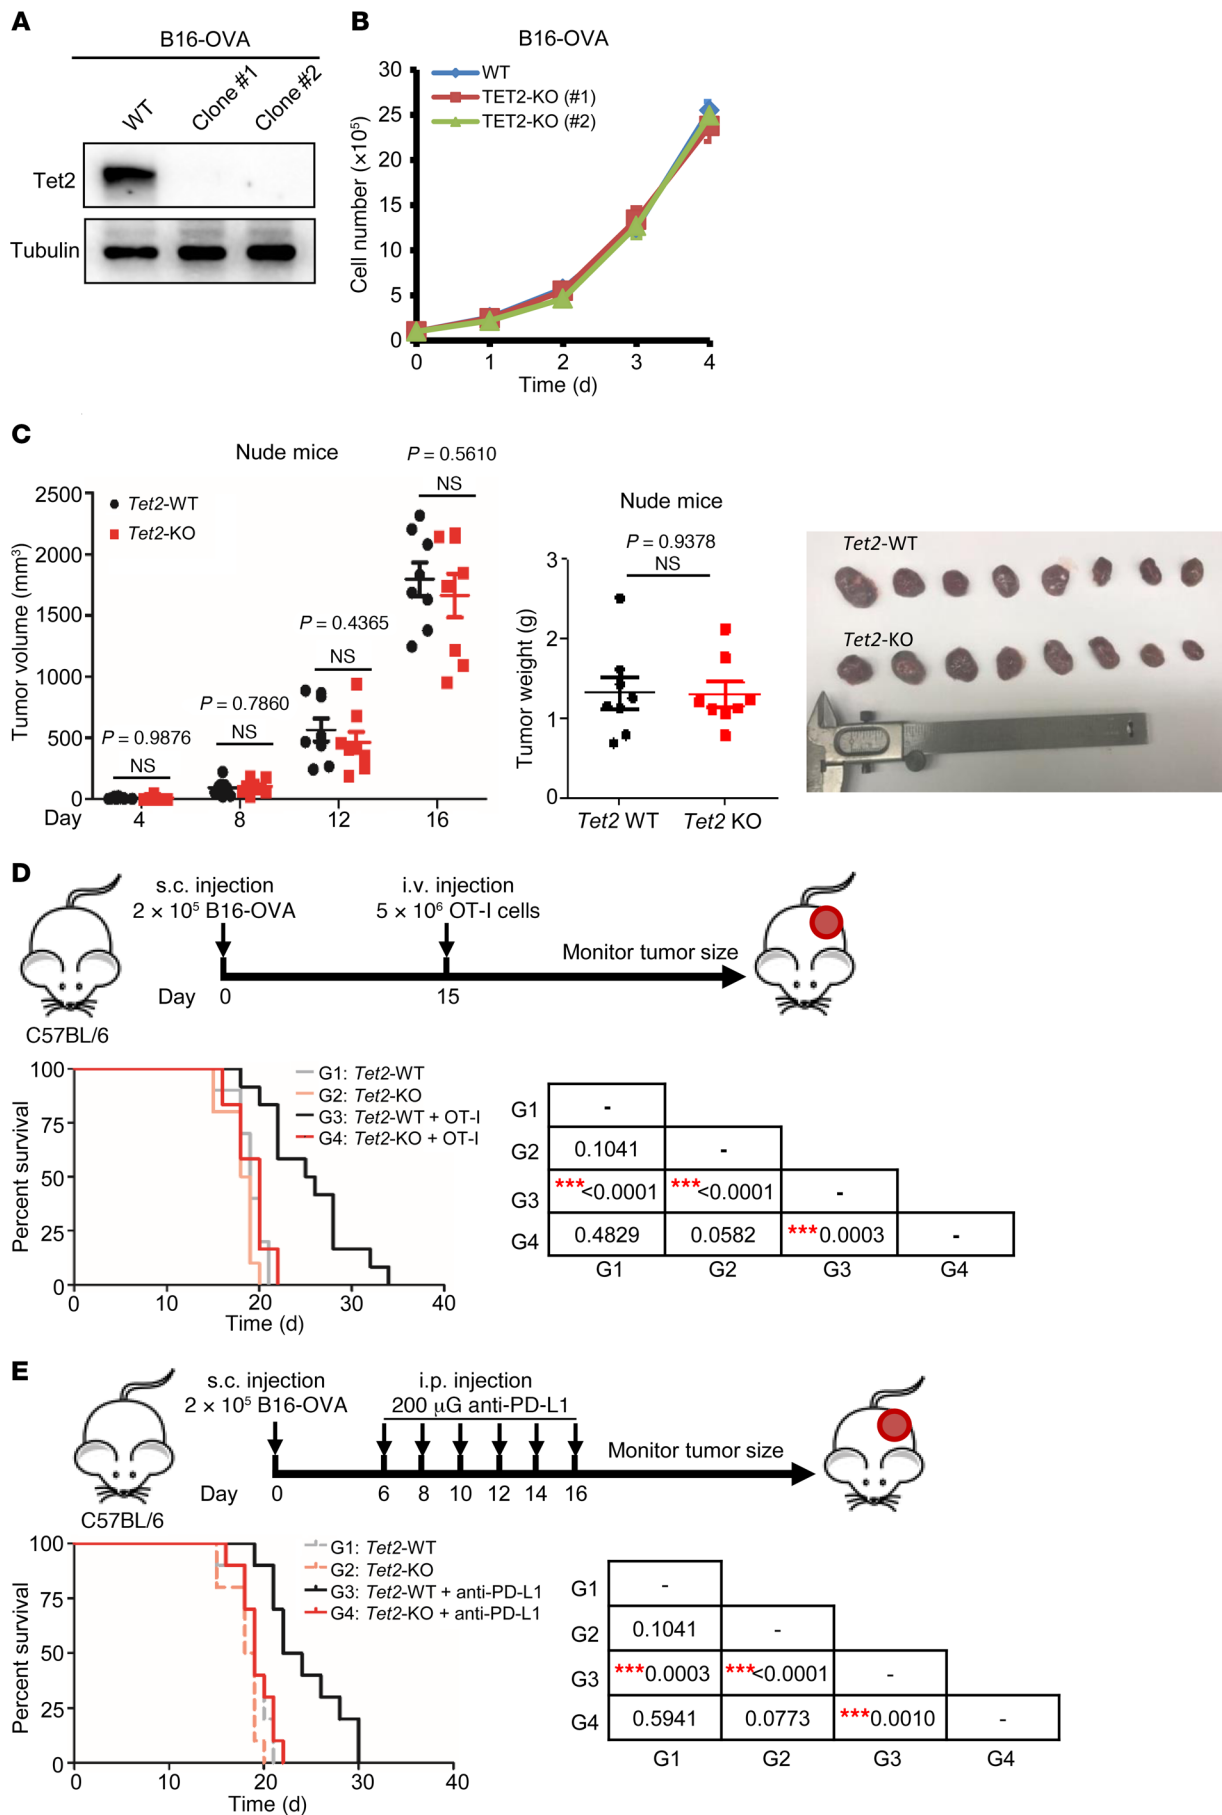 A
B16-OVA
WT
Clone #1
Clone #2
Tet2
Tubulin
B
B16-OVA
WT
TET2-KO (#1)
TET2-KO (#2)
Cell number (×10⁵)
30
25
20
15
10
5
0
0 1 2 3 4
Time (d)
C
Nude mice
Tet2-WT
Tet2-KO
Tumor volume (mm³)
2500
2000
1500
1000
500
0
P = 0.9876
NS
P = 0.7860
NS
P = 0.4365
NS
P = 0.5610
NS
Day 4 8 12 16
Nude mice
P = 0.9378
NS
Tumor weight (g)
3
2
1
0
Tet2 WT Tet2 KO
Tet2-WT
Tet2-KO
D
s.c. injection
2 × 10⁵ B16-OVA
i.v. injection
5 × 10⁶ OT-I cells
Monitor tumor size
Day 0 15
C57BL/6
Percent survival
100
75
50
25
0
0 10 20 30 40
Time (d)
G1: Tet2-WT
G2: Tet2-KO
G3: Tet2-WT + OT-I
G4: Tet2-KO + OT-I
G1 -
G2 0.1041 -
G3 ***<0.0001 ***<0.0001 -
G4 0.4829 0.0582 ***0.0003 -
G1 G2 G3 G4
E
s.c. injection
2 × 10⁵ B16-OVA
i.p. injection
200 μG anti-PD-L1
Monitor tumor size
Day 0 6 8 10 12 14 16
C57BL/6
Percent survival
100
75
50
25
0
0 10 20 30 40
Time (d)
G1: Tet2-WT
G2: Tet2-KO
G3: Tet2-WT + anti-PD-L1
G4: Tet2-KO + anti-PD-L1
G1 -
G2 0.1041 -
G3 ***0.0003 ***<0.0001 -
G4 0.5941 0.0773 ***0.0010 -
G1 G2 G3 G4